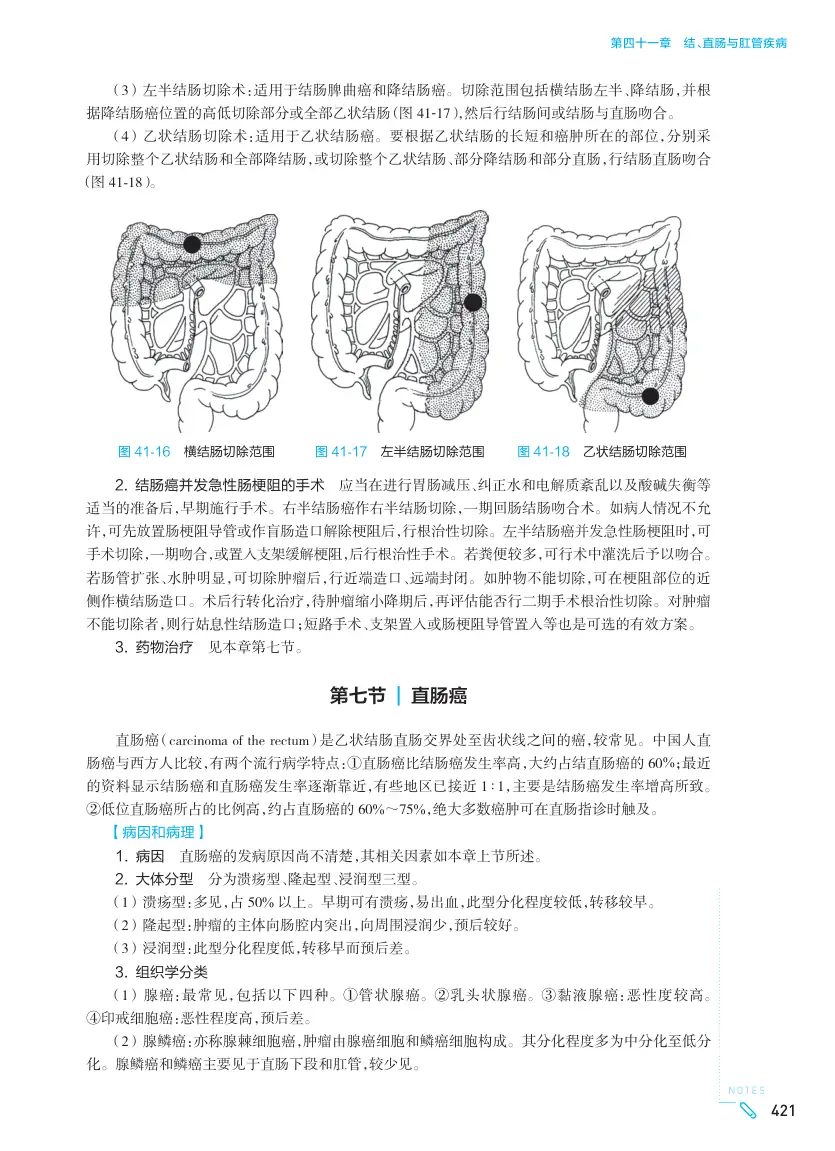 第四十一章 结、直肠与肛管疾病
（3）左半结肠切除术：适用于结肠脾曲癌和降结肠癌。切除范围包括横结肠左半、降结肠，并根
据降结肠癌位置的高低切除部分或全部乙状结肠（图 41-17），然后行结肠间或结肠与直肠吻合。
（4）乙状结肠切除术：适用于乙状结肠癌。要根据乙状结肠的长短和癌肿所在的部位，分别采
用切除整个乙状结肠和全部降结肠，或切除整个乙状结肠、部分降结肠和部分直肠，行结肠直肠吻合
（图 41-18）。
图 41-16 横结肠切除范围
图 41-17 左半结肠切除范围
图 41-18 乙状结肠切除范围
2. 结肠癌并发急性肠梗阻的手术 应当在进行胃肠减压、纠正水和电解质紊乱以及酸碱失衡等
适当的准备后，早期施行手术。右半结肠癌作右半结肠切除，一期回肠结肠吻合术。如病人情况不允
许，可先放置肠梗阻导管或作盲肠造口解除梗阻后，行根治性切除。左半结肠癌并发急性肠梗阻时，可
手术切除，一期吻合，或置入支架缓解梗阻，后行根治性手术。若粪便较多，可行术中灌洗后予以吻合。
若肠管扩张、水肿明显，可切除肿瘤后，行近端造口、远端封闭。如肿物不能切除，可在梗阻部位的近
侧作横结肠造口。术后行转化治疗，待肿瘤缩小降期后，再评估能否行二期手术根治性切除。对肿瘤
不能切除者，则行姑息性结肠造口；短路手术、支架置入或肠梗阻导管置入等也是可选的有效方案。
3. 药物治疗 见本章第七节。
第七节 | 直肠癌
直肠癌（carcinoma of the rectum）是乙状结肠直肠交界处至齿状线之间的癌，较常见。中国人直
肠癌与西方人比较，有两个流行病学特点：①直肠癌比结肠癌发生率高，大约占结直肠癌的 60%；最近
的资料显示结肠癌和直肠癌发生率逐渐靠近，有些地区已接近 1∶1，主要是结肠癌发生率增高所致。
②低位直肠癌所占的比例高，约占直肠癌的 60%～75%，绝大多数癌肿可在直肠指诊时触及。
【病因和病理】
1. 病因 直肠癌的发病原因尚不清楚，其相关因素如本章上节所述。
2. 大体分型 分为溃疡型、隆起型、浸润型三型。
（1）溃疡型：多见，占 50% 以上。早期可有溃疡，易出血，此型分化程度较低，转移较早。
（2）隆起型：肿瘤的主体向肠腔内突出，向周围浸润少，预后较好。
（3）浸润型：此型分化程度低，转移早而预后差。
3. 组织学分类
（1）腺癌：最常见，包括以下四种。①管状腺癌。②乳头状腺癌。③黏液腺癌：恶性度较高。
④印戒细胞癌：恶性程度高，预后差。
（2）腺鳞癌：亦称腺棘细胞癌，肿瘤由腺癌细胞和鳞癌细胞构成。其分化程度多为中分化至低分
化。腺鳞癌和鳞癌主要见于直肠下段和肛管，较少见。
NOTES
421